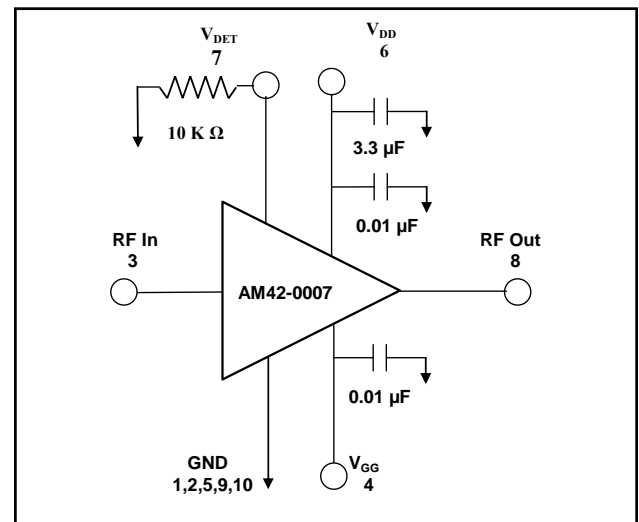 V_DET
7
V_DD
6
10 K Ω
3.3 µF
0.01 µF
RF In
3
RF Out
8
AM42-0007
0.01 µF
GND
1,2,5,9,10
V_GG
4